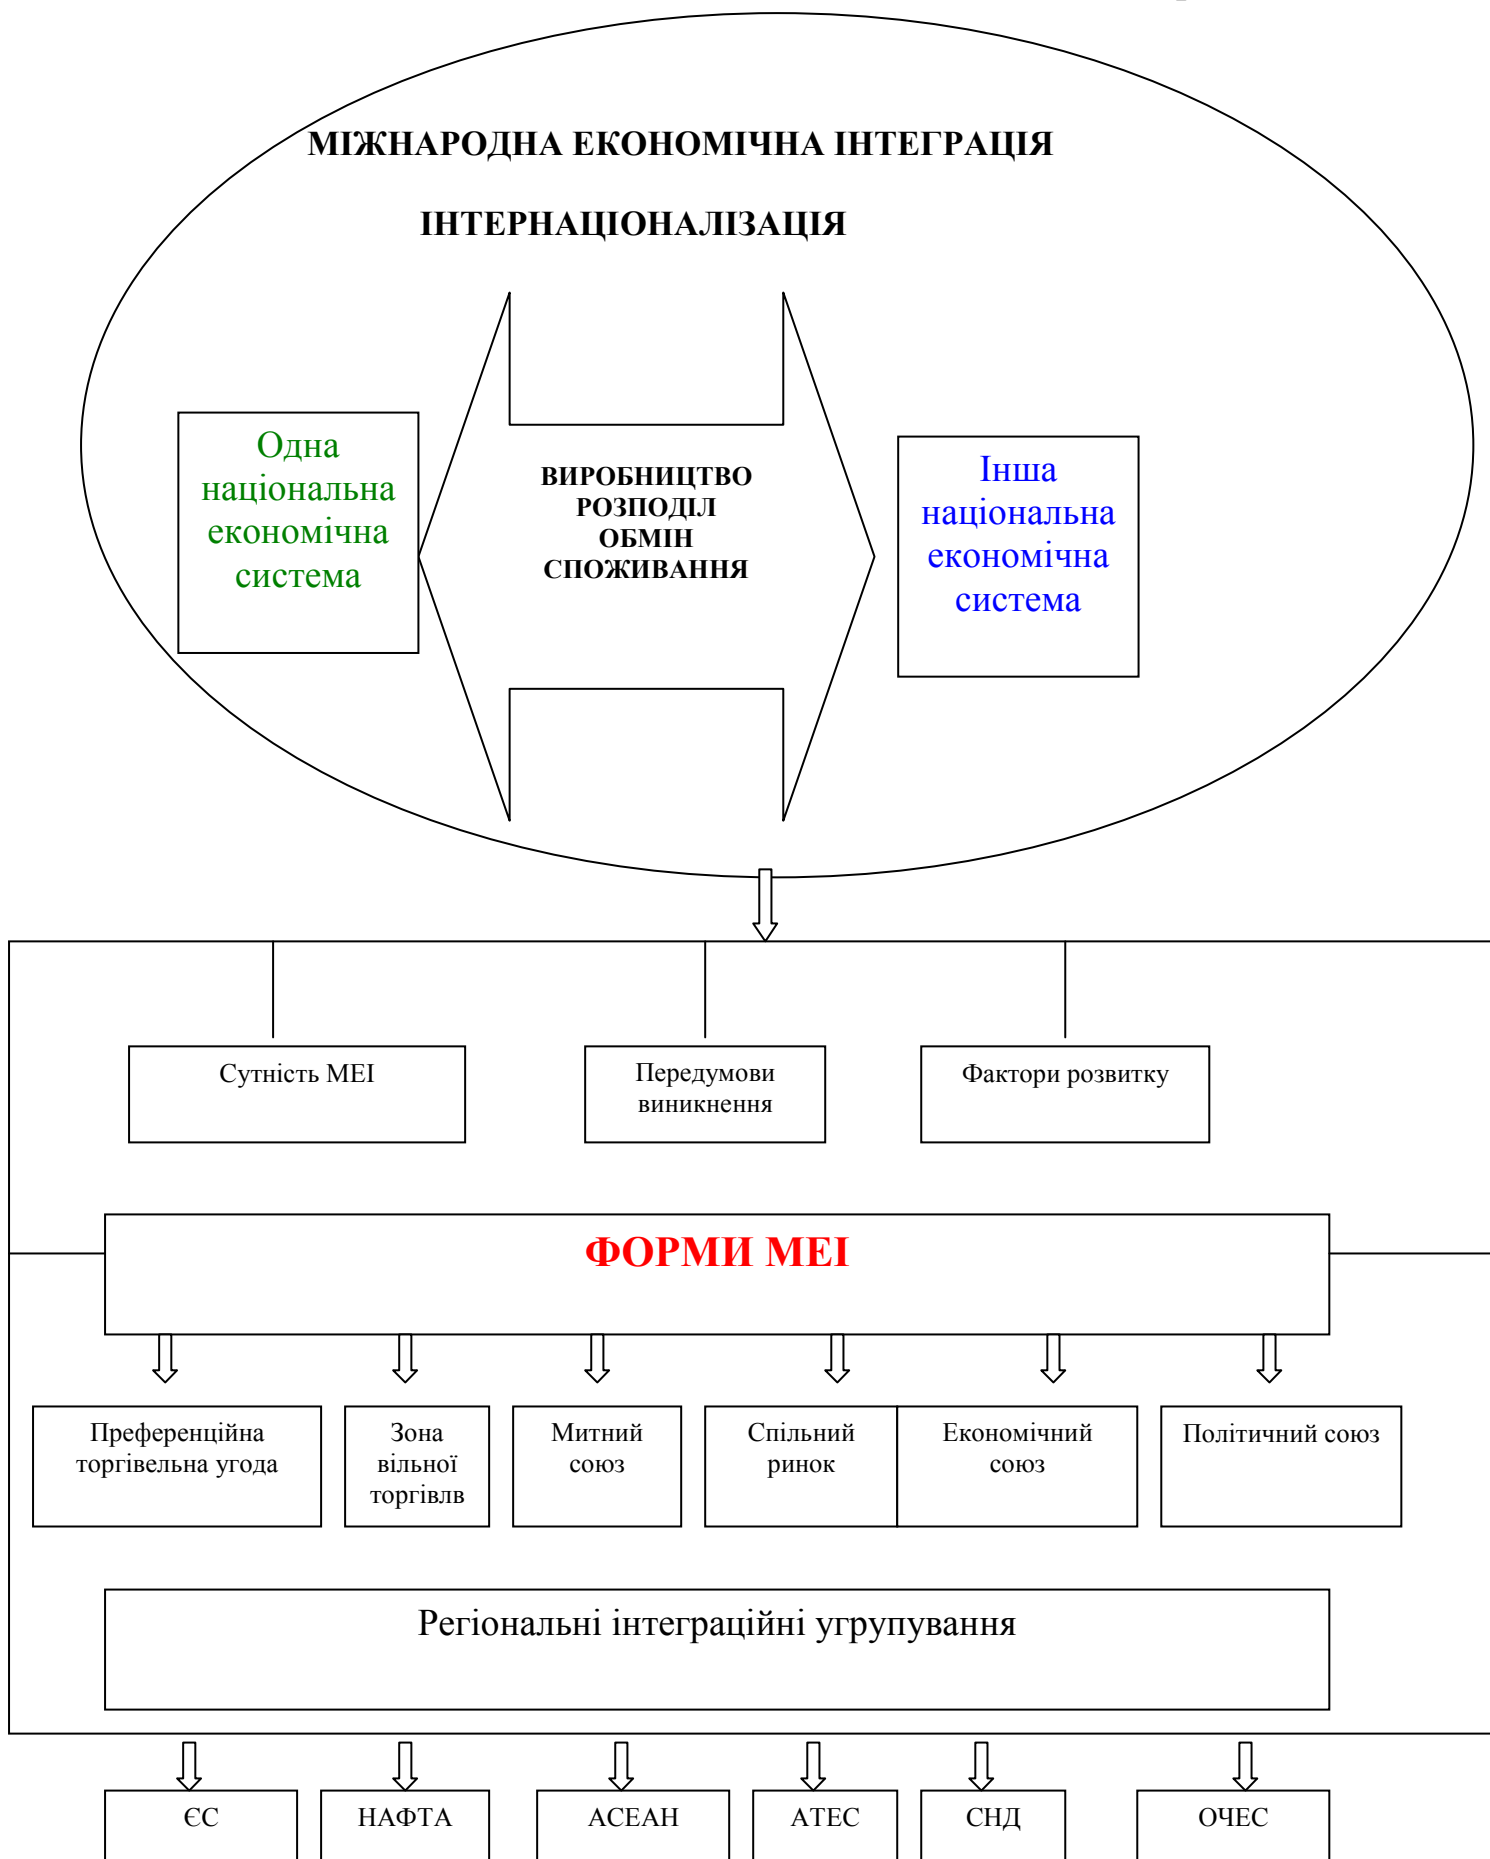 МІЖНАРОДНА ЕКОНОМІЧНА ІНТЕГРАЦІЯ
ІНТЕРНАЦІОНАЛІЗАЦІЯ
Одна
національна
економічна
система
ВИРОБНИЦТВО
РОЗПОДІЛ
ОБМІН
СПОЖИВАННЯ
Інша
національна
економічна
система
Сутність МЕІ
Передумови
виникнення
Фактори розвитку
ФОРМИ МЕІ
Преференційна
торгівельна угода
Зона
вільної
торгівлв
Митний
союз
Спільний
ринок
Економічний
союз
Політичний союз
Регіональні інтеграційні угрупування
ЄС
НАФТА
АСЕАН
АТЕС
СНД
ОЧЕС